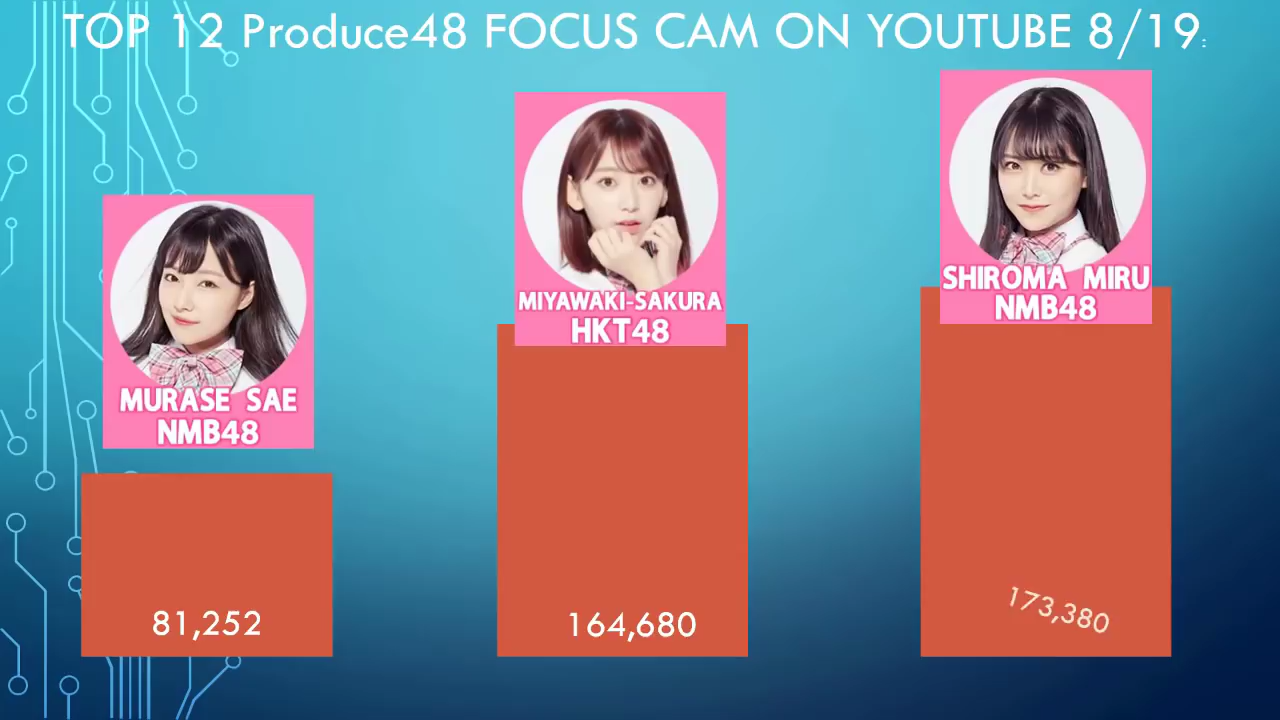 TOP 12 Produce48 FOCUS CAM ON YOUTUBE 8/19:
MURASE SAE
NMB48
81,252
MIYAWAKI-SAKURA
HKT48
164,680
SHIROMA MIRU
NMB48
173,380